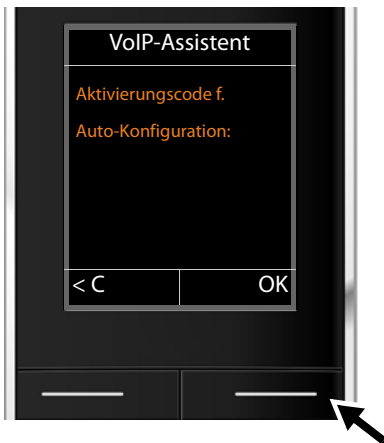 VoIP-Assistent
Aktivierungscode f.
Auto-Konfiguration:
< C
OK